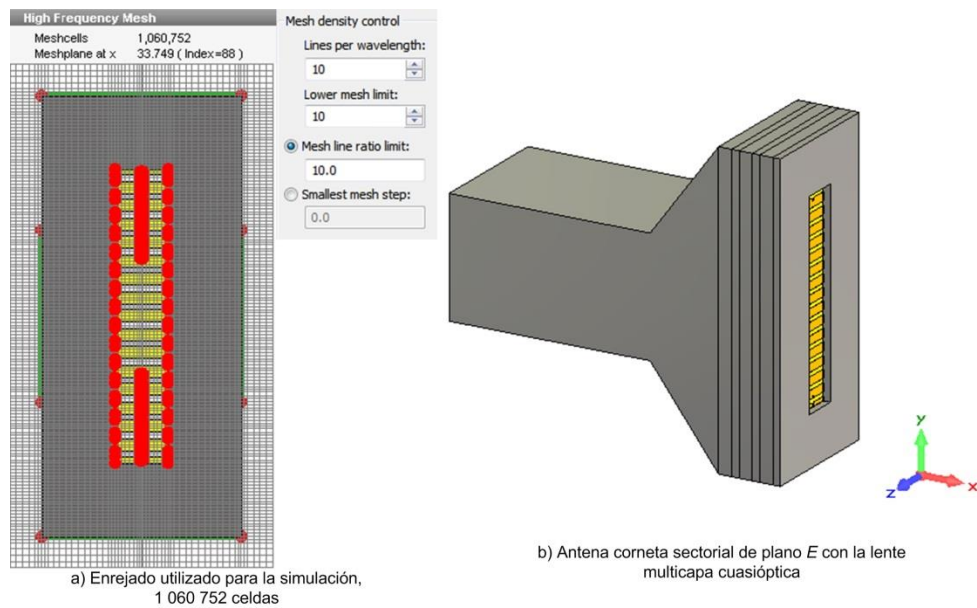 High Frequency Mesh
Meshcells 1,060,752
Meshplane at x 33.749 ( Index=88 )
Mesh density control
Lines per wavelength:
10
Lower mesh limit:
10
Mesh line ratio limit:
10.0
Smallest mesh step:
0.0
y
z
x
a) Enrejado utilizado para la simulación,
1 060 752 celdas
b) Antena corneta sectorial de plano E con la lente
multicapa cuasióptica